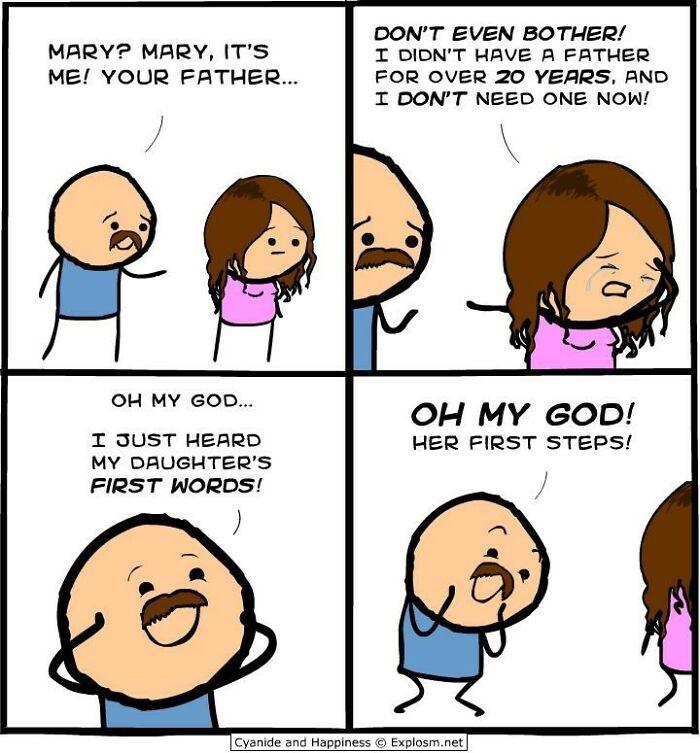 MARY? MARY, IT'S
ME! YOUR FATHER...
DON'T EVEN BOTHER!
I DIDN'T HAVE A FATHER
FOR OVER 20 YEARS, AND
I DON'T NEED ONE NOW!
OH MY GOD...
I JUST HEARD
MY DAUGHTER'S
FIRST WORDS!
OH MY GOD!
HER FIRST STEPS!
Cyanide and Happiness © Explosm.net